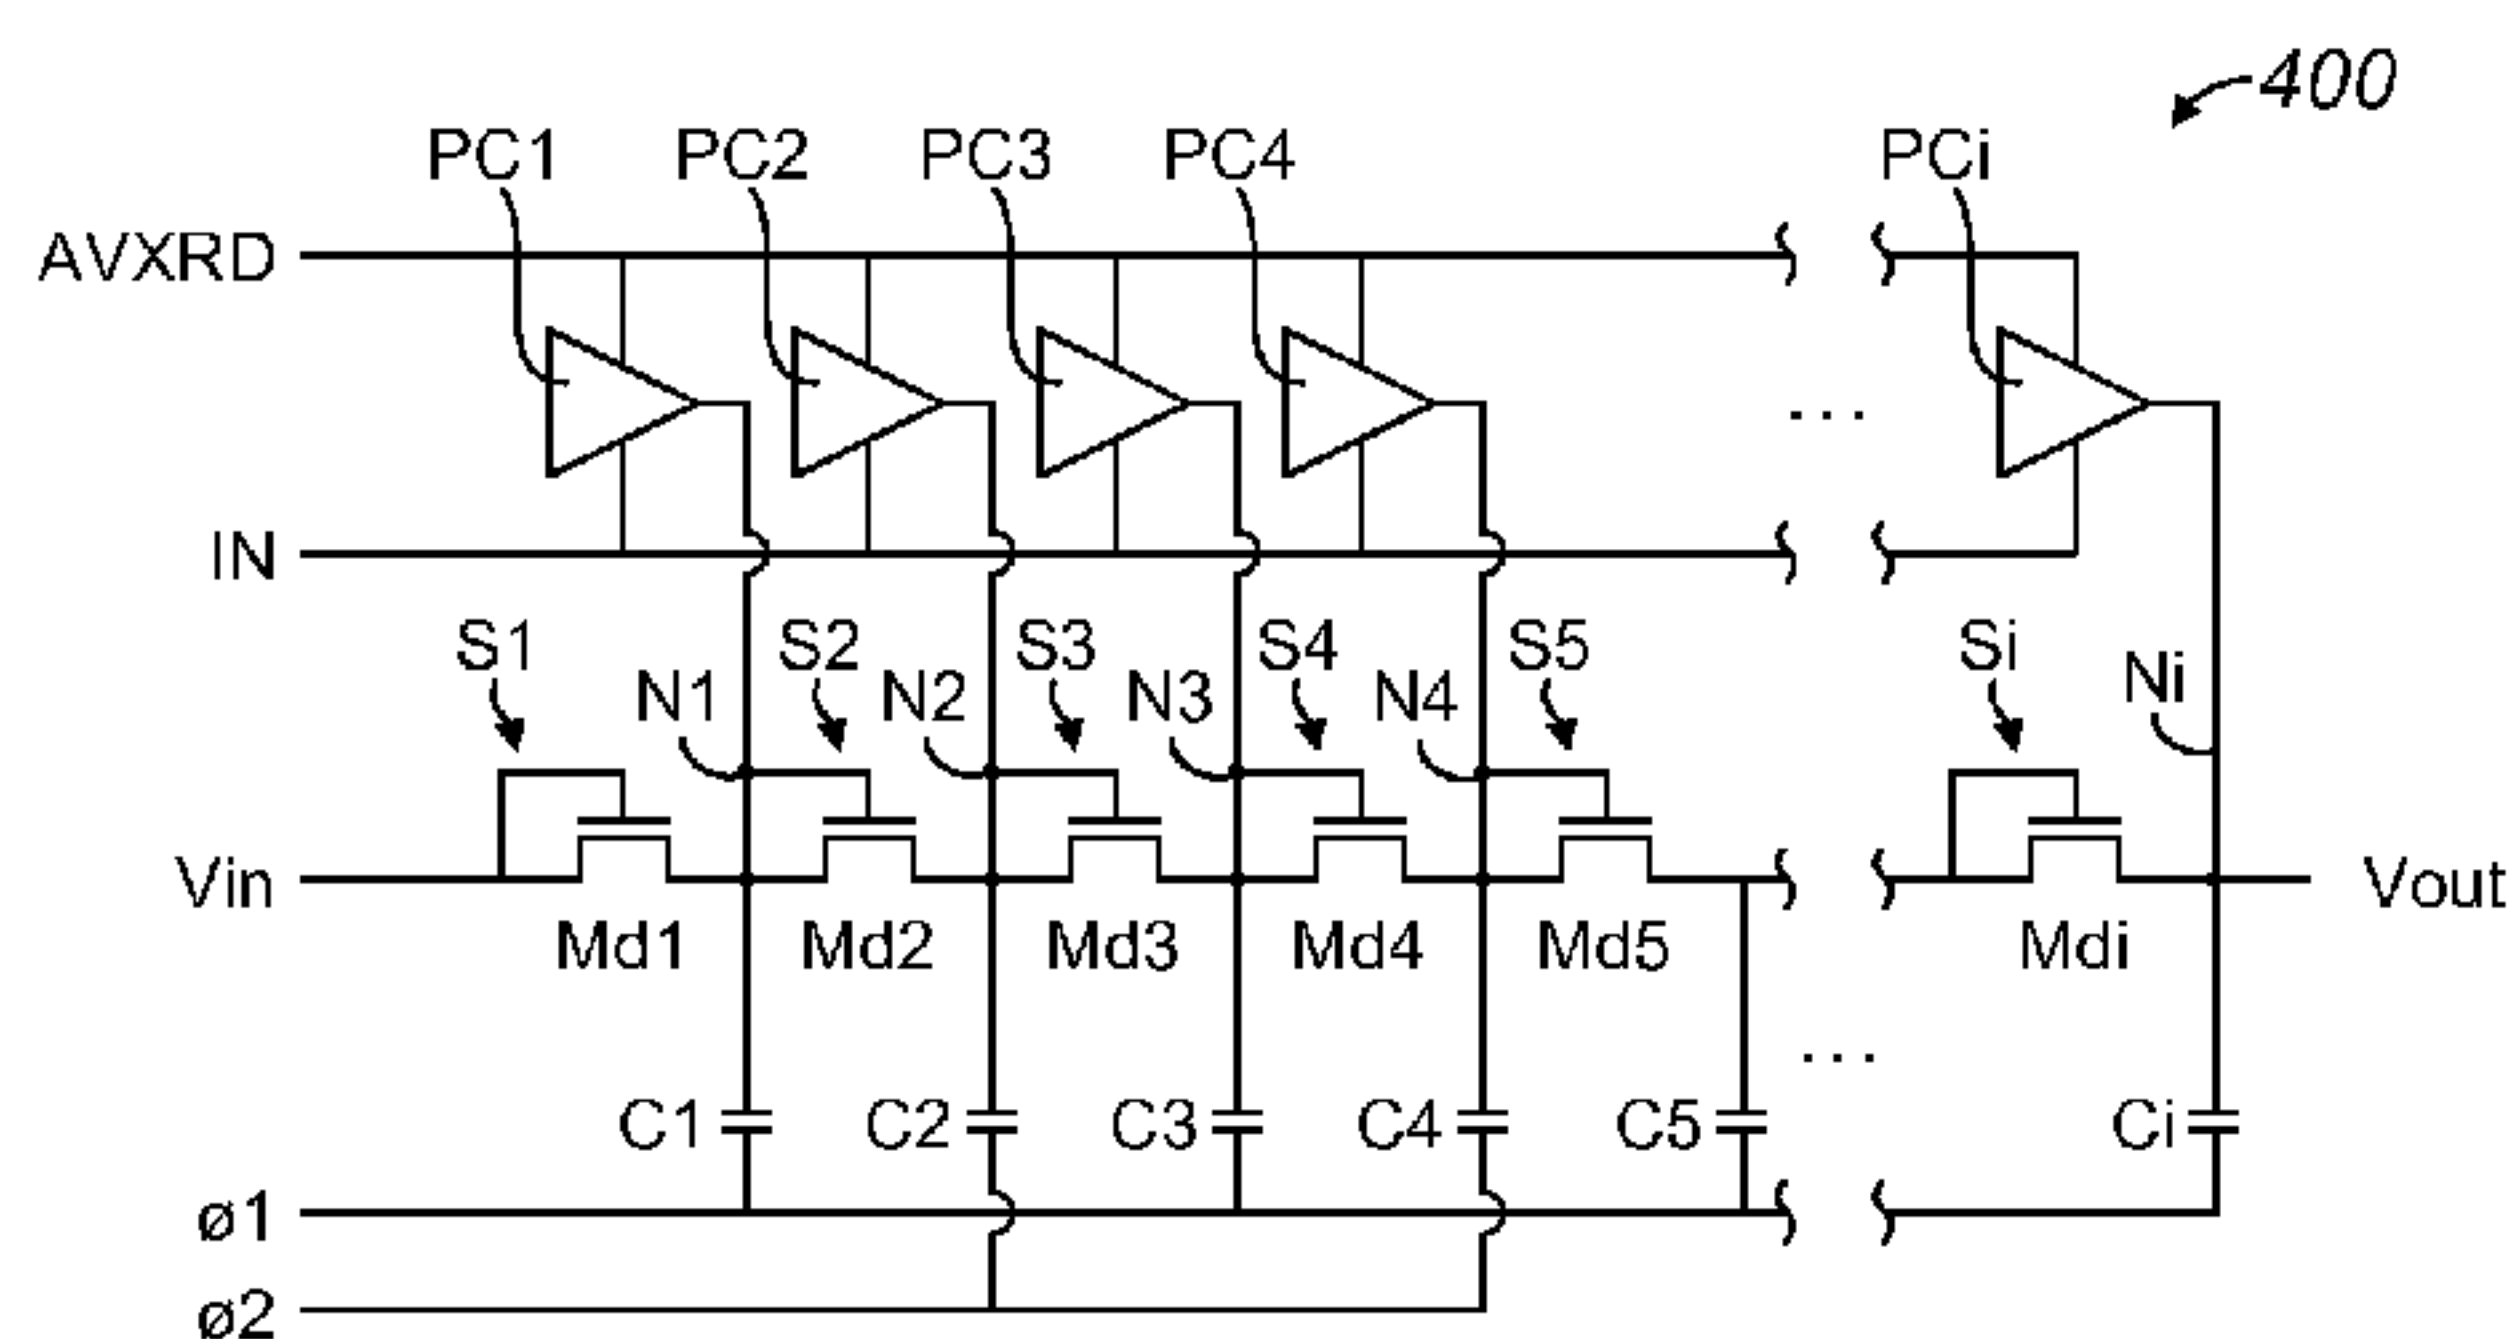 400
PC1 PC2 PC3 PC4 PCi
AVXRD
...
IN
S1 S2 S3 S4 S5 Si
N1 N2 N3 N4 Ni
Vin Vout
Md1 Md2 Md3 Md4 Md5 Mdi
...
C1 C2 C3 C4 C5 Ci
ø1
ø2